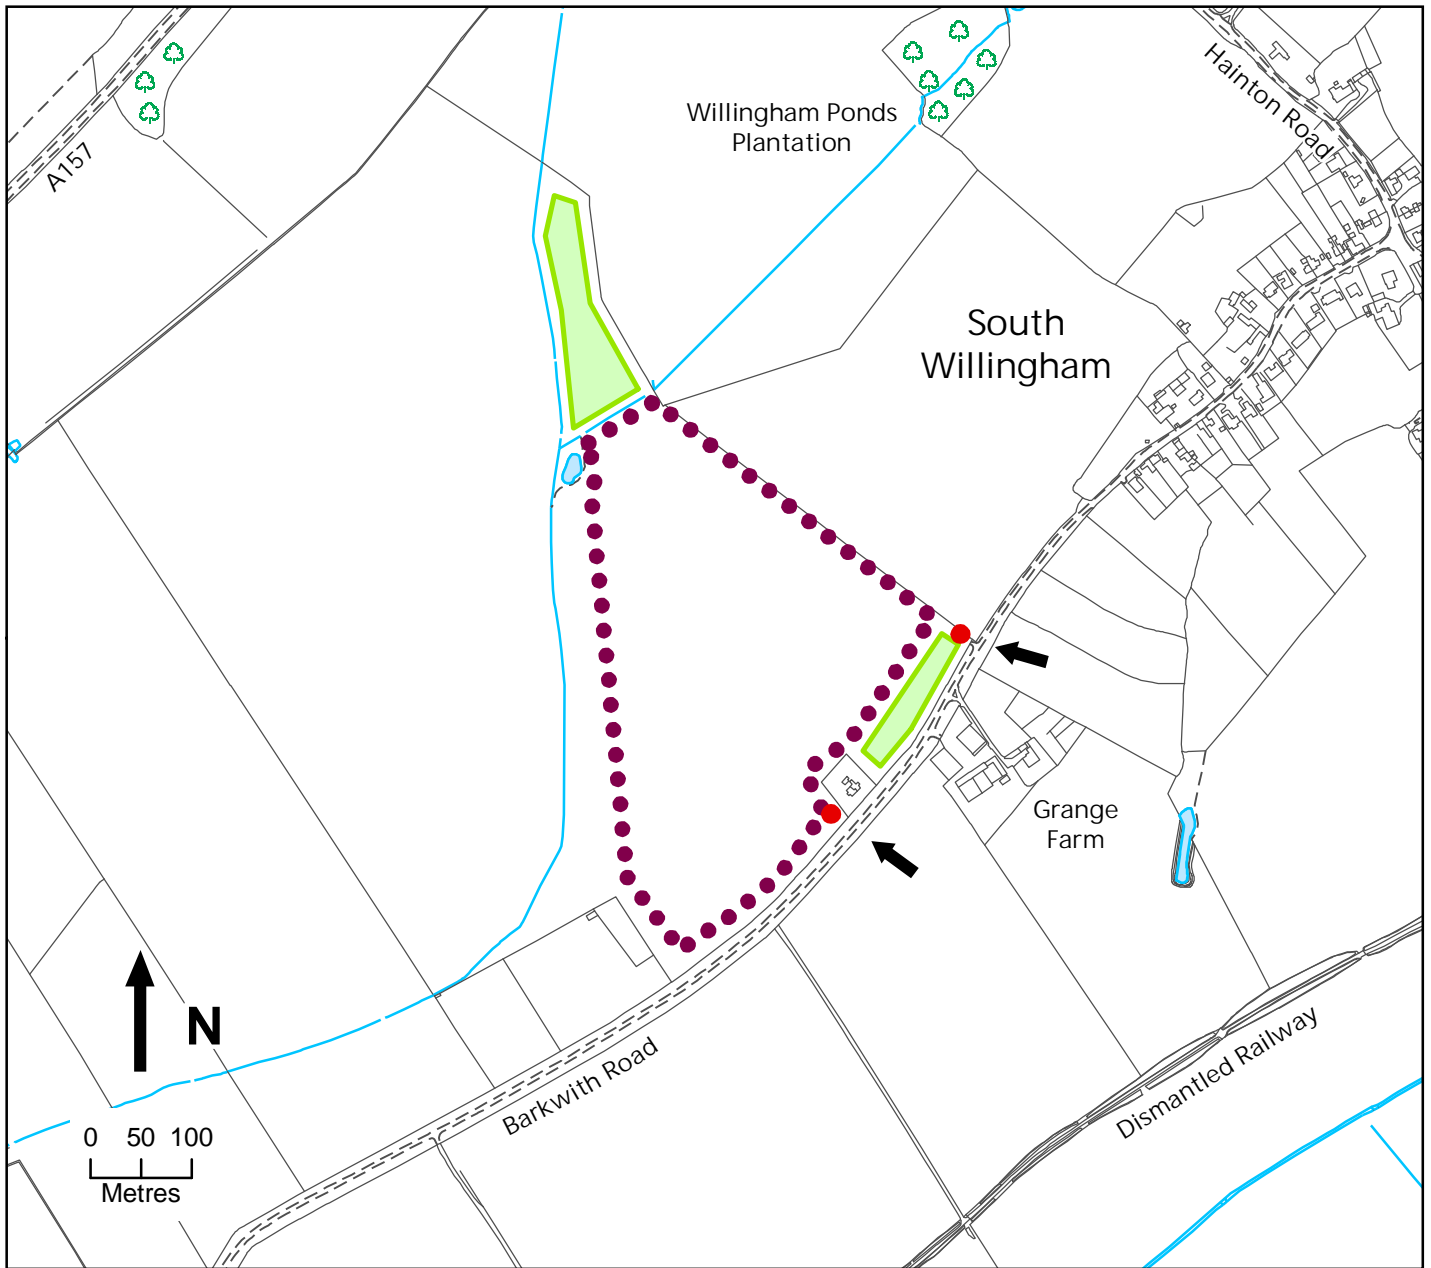 Willingham Ponds
Plantation
Hainton Road
A157
South
Willingham
Grange
Farm
N
Barkwith Road
Dismantled Railway
0 50 100
Metres